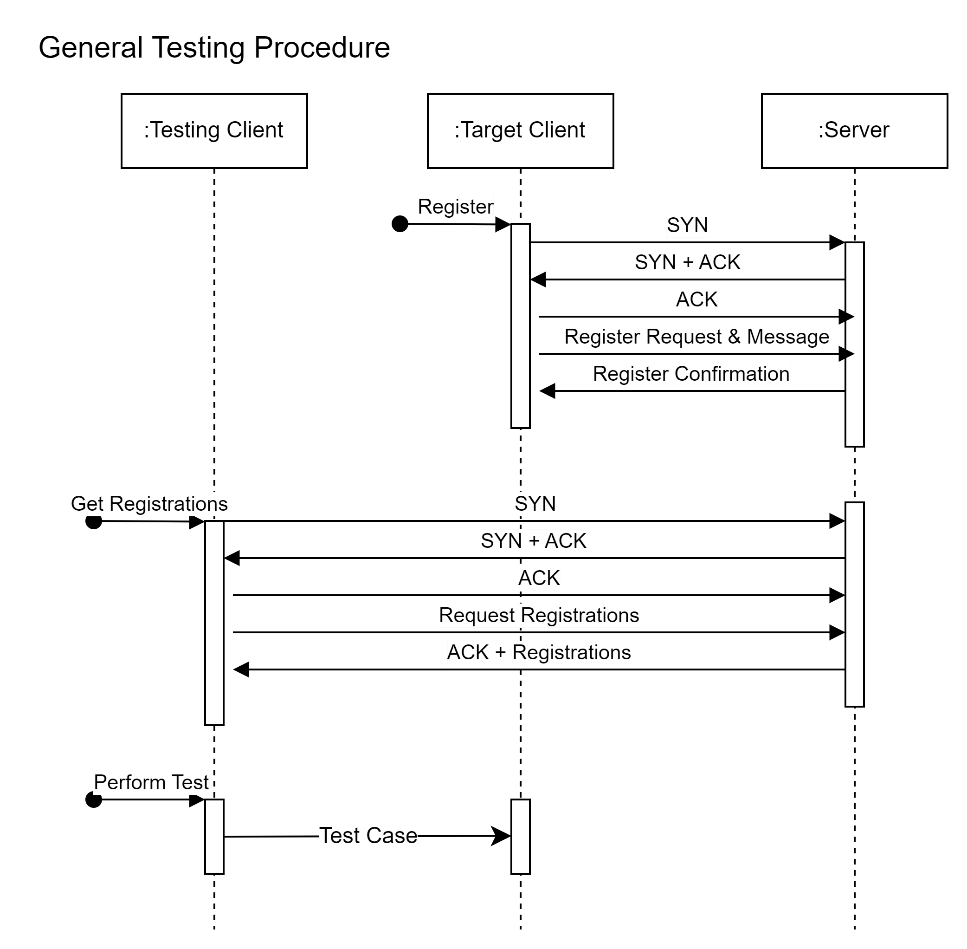 General Testing Procedure
:Testing Client
:Target Client
:Server
Register
SYN
SYN + ACK
ACK
Register Request & Message
Register Confirmation
Get Registrations
SYN
SYN + ACK
ACK
Request Registrations
ACK + Registrations
Perform Test
Test Case